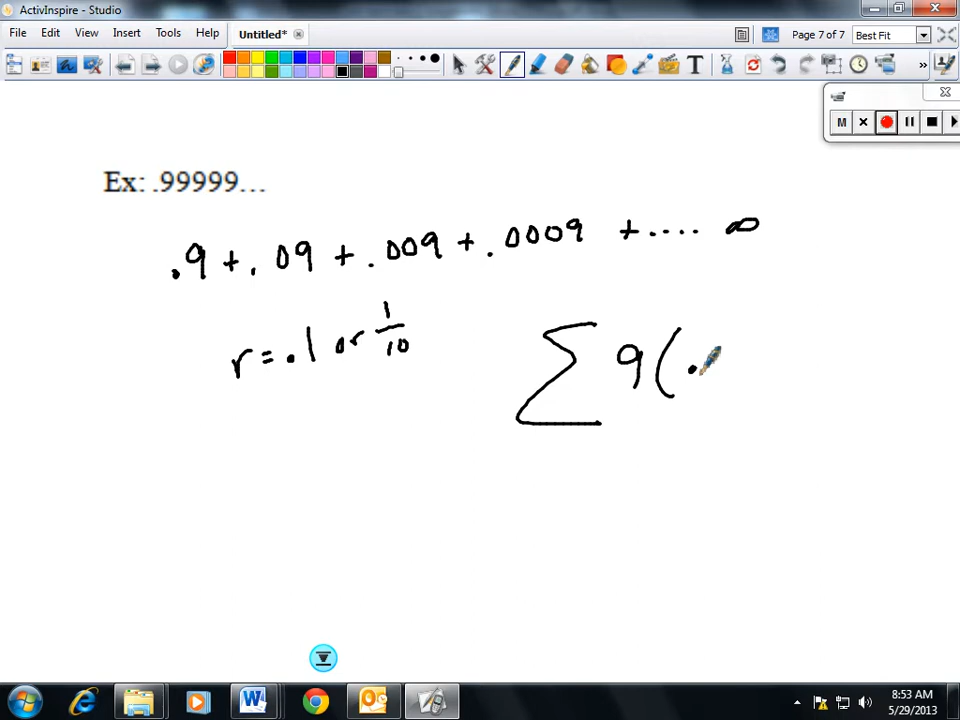 ActivInspire - Studio
File Edit View Insert Tools Help Untitled* Page 7 of 7 Best Fit
T »
M
Ex: .99999...
.9 + .09 + .009 + .0009 + .... ∞
r = .1 or 1/10
∑ 9(.
W
8:53 AM
5/29/2013